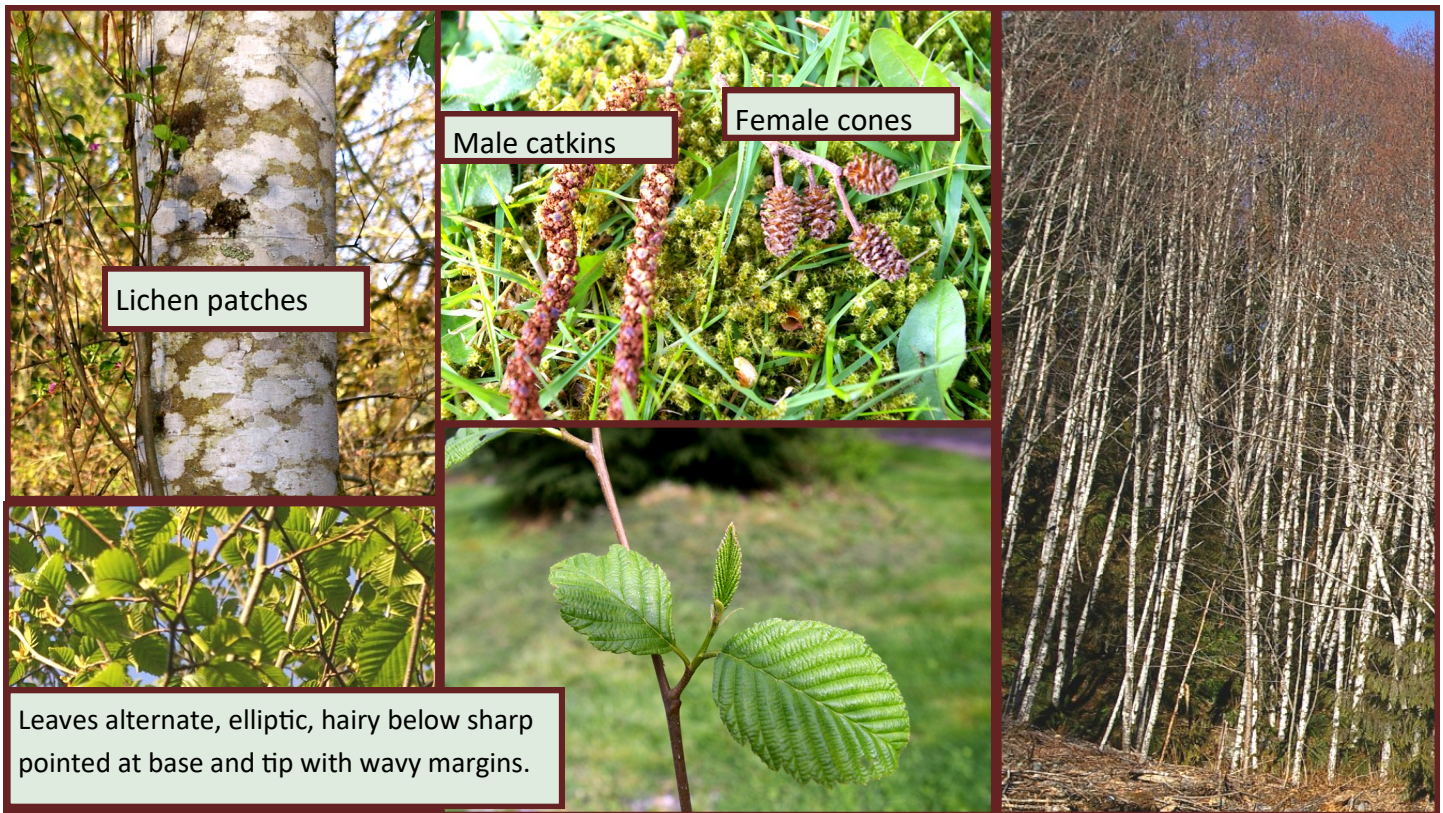 Male catkins
Female cones
Lichen patches
Leaves alternate, elliptic, hairy below sharp
pointed at base and tip with wavy margins.